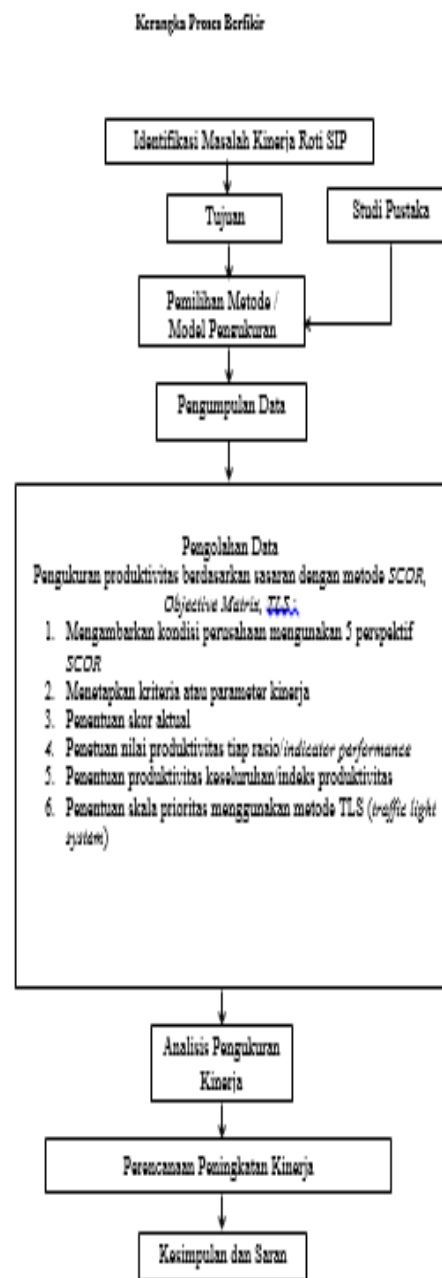 Kerangka Proses Berfikir
Identifikasi Masalah Kinerja Roti SIP
Tujuan
Studi Pustaka
Pemilihan Metode /
Model Pengukuran
Pengumpulan Data
Pengolahan Data
Pengukuran produktivitas berdasarkan sasaran dengan metode SCOR,
Objective Matrix, TLS :
1. Mengambarkan kondisi perusahaan mengunakan 5 perspektif
SCOR
2. Menetapkan kriteria atau parameter kinerja
3. Penentuan skor aktual
4. Penetuan nilai produktivitas tiap rasio/indicator performance
5. Penentuan produktivitas keseluruhan/indeks produktivitas
6. Penentuan skala prioritas menggunakan metode TLS (traffic light
system)
Analisis Pengukuran
Kinerja
Perencanaan Peningkatan Kinerja
Kesimpulan dan Saran